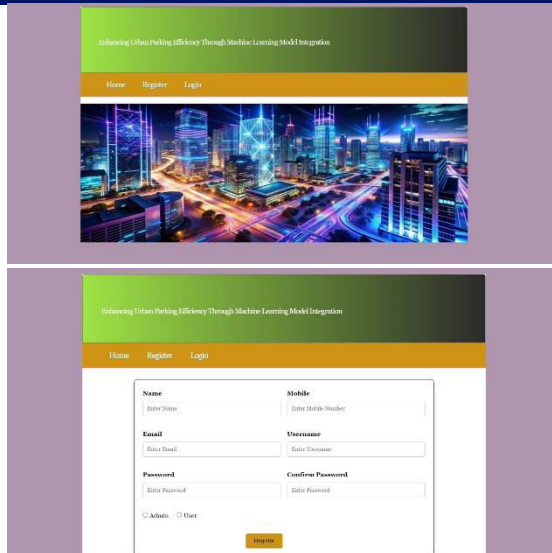 Enhancing Urban Parking Efficiency Through Machine Learning Model Integration
Home Register Login
Enhancing Urban Parking Efficiency Through Machine Learning Model Integration
Home Register Login
Name Mobile
Enter Name Enter Mobile Number
Email Username
Enter Email Enter Username
Password Confirm Password
Enter Password Enter Password
Admin User
Register